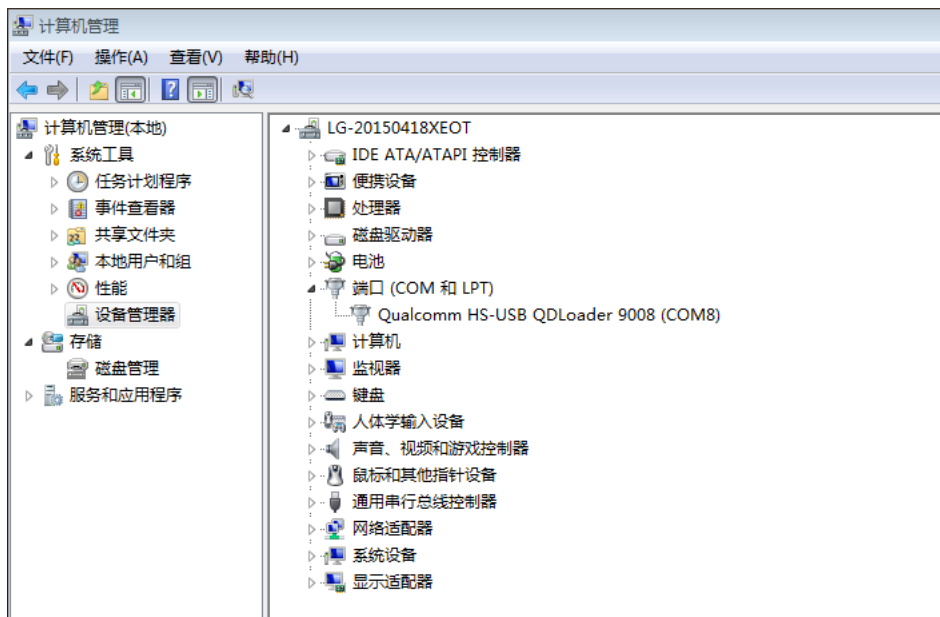 计算机管理
文件(F) 操作(A) 查看(V) 帮助(H)
计算机管理(本地)
系统工具
任务计划程序
事件查看器
共享文件夹
本地用户和组
性能
设备管理器
存储
磁盘管理
服务和应用程序
LG-20150418XEOT
IDE ATA/ATAPI 控制器
便携设备
处理器
磁盘驱动器
电池
端口 (COM 和 LPT)
Qualcomm HS-USB QDLoader 9008 (COM8)
计算机
监视器
键盘
人体学输入设备
声音、视频和游戏控制器
鼠标和其他指针设备
通用串行总线控制器
网络适配器
系统设备
显示适配器